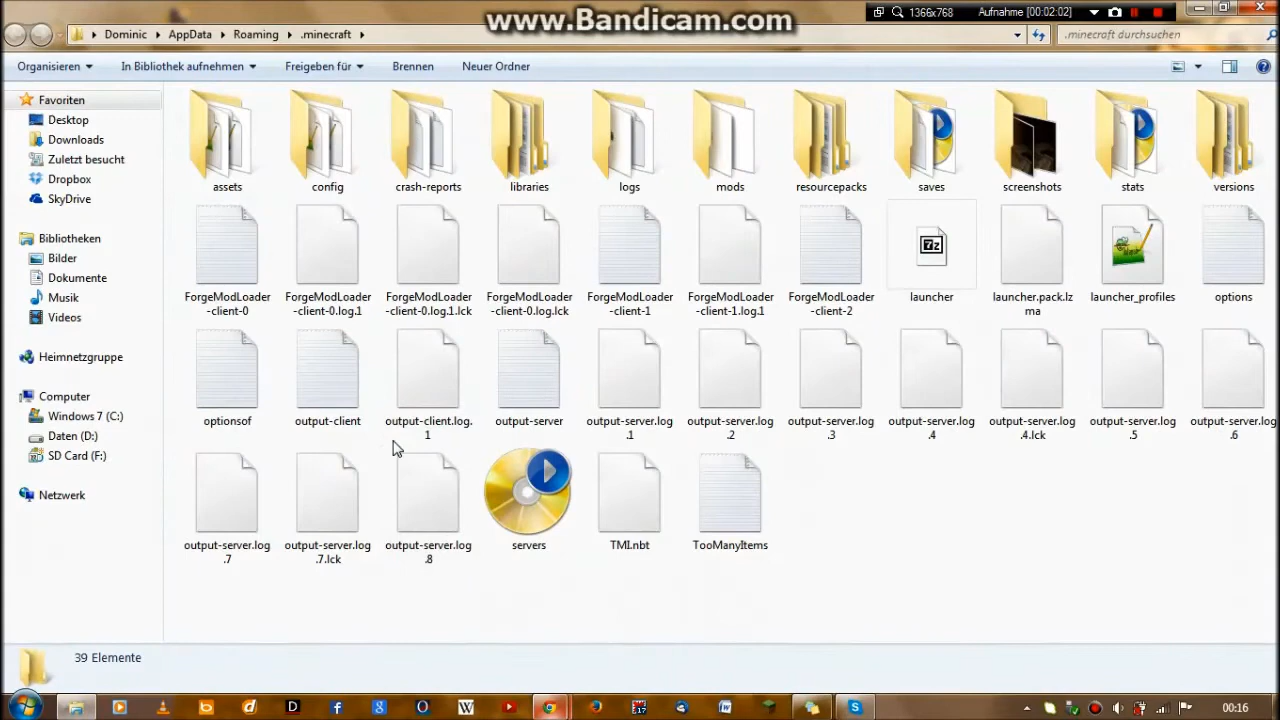 www.Bandicam.com
1366x768
Aufnahme [00:02:02]
Dominic
AppData
Roaming
.minecraft
.minecraft durchsuchen
Organisieren
In Bibliothek aufnehmen
Freigeben für
Brennen
Neuer Ordner
Favoriten
Desktop
Downloads
Zuletzt besucht
Dropbox
SkyDrive
Bibliotheken
Bilder
Dokumente
Musik
Videos
Heimnetzgruppe
Computer
Windows 7 (C:)
Daten (D:)
SD Card (F:)
Netzwerk
assets
config
crash-reports
libraries
logs
mods
resourcepacks
saves
screenshots
stats
versions
ForgeModLoader
-client-0
ForgeModLoader
-client-0.log.1
ForgeModLoader
-client-0.log.1.lck
ForgeModLoader
-client-0.log.lck
ForgeModLoader
-client-1
ForgeModLoader
-client-1.log.1
ForgeModLoader
-client-2
7z
launcher
launcher.pack.lz
ma
launcher_profiles
options
optionsof
output-client
output-client.log.
1
output-server
output-server.log
.1
output-server.log
.2
output-server.log
.3
output-server.log
.4
output-server.log
.4.lck
output-server.log
.5
output-server.log
.6
output-server.log
.7
output-server.log
.7.lck
output-server.log
.8
servers
TMI.nbt
TooManyItems
39 Elemente
00:16